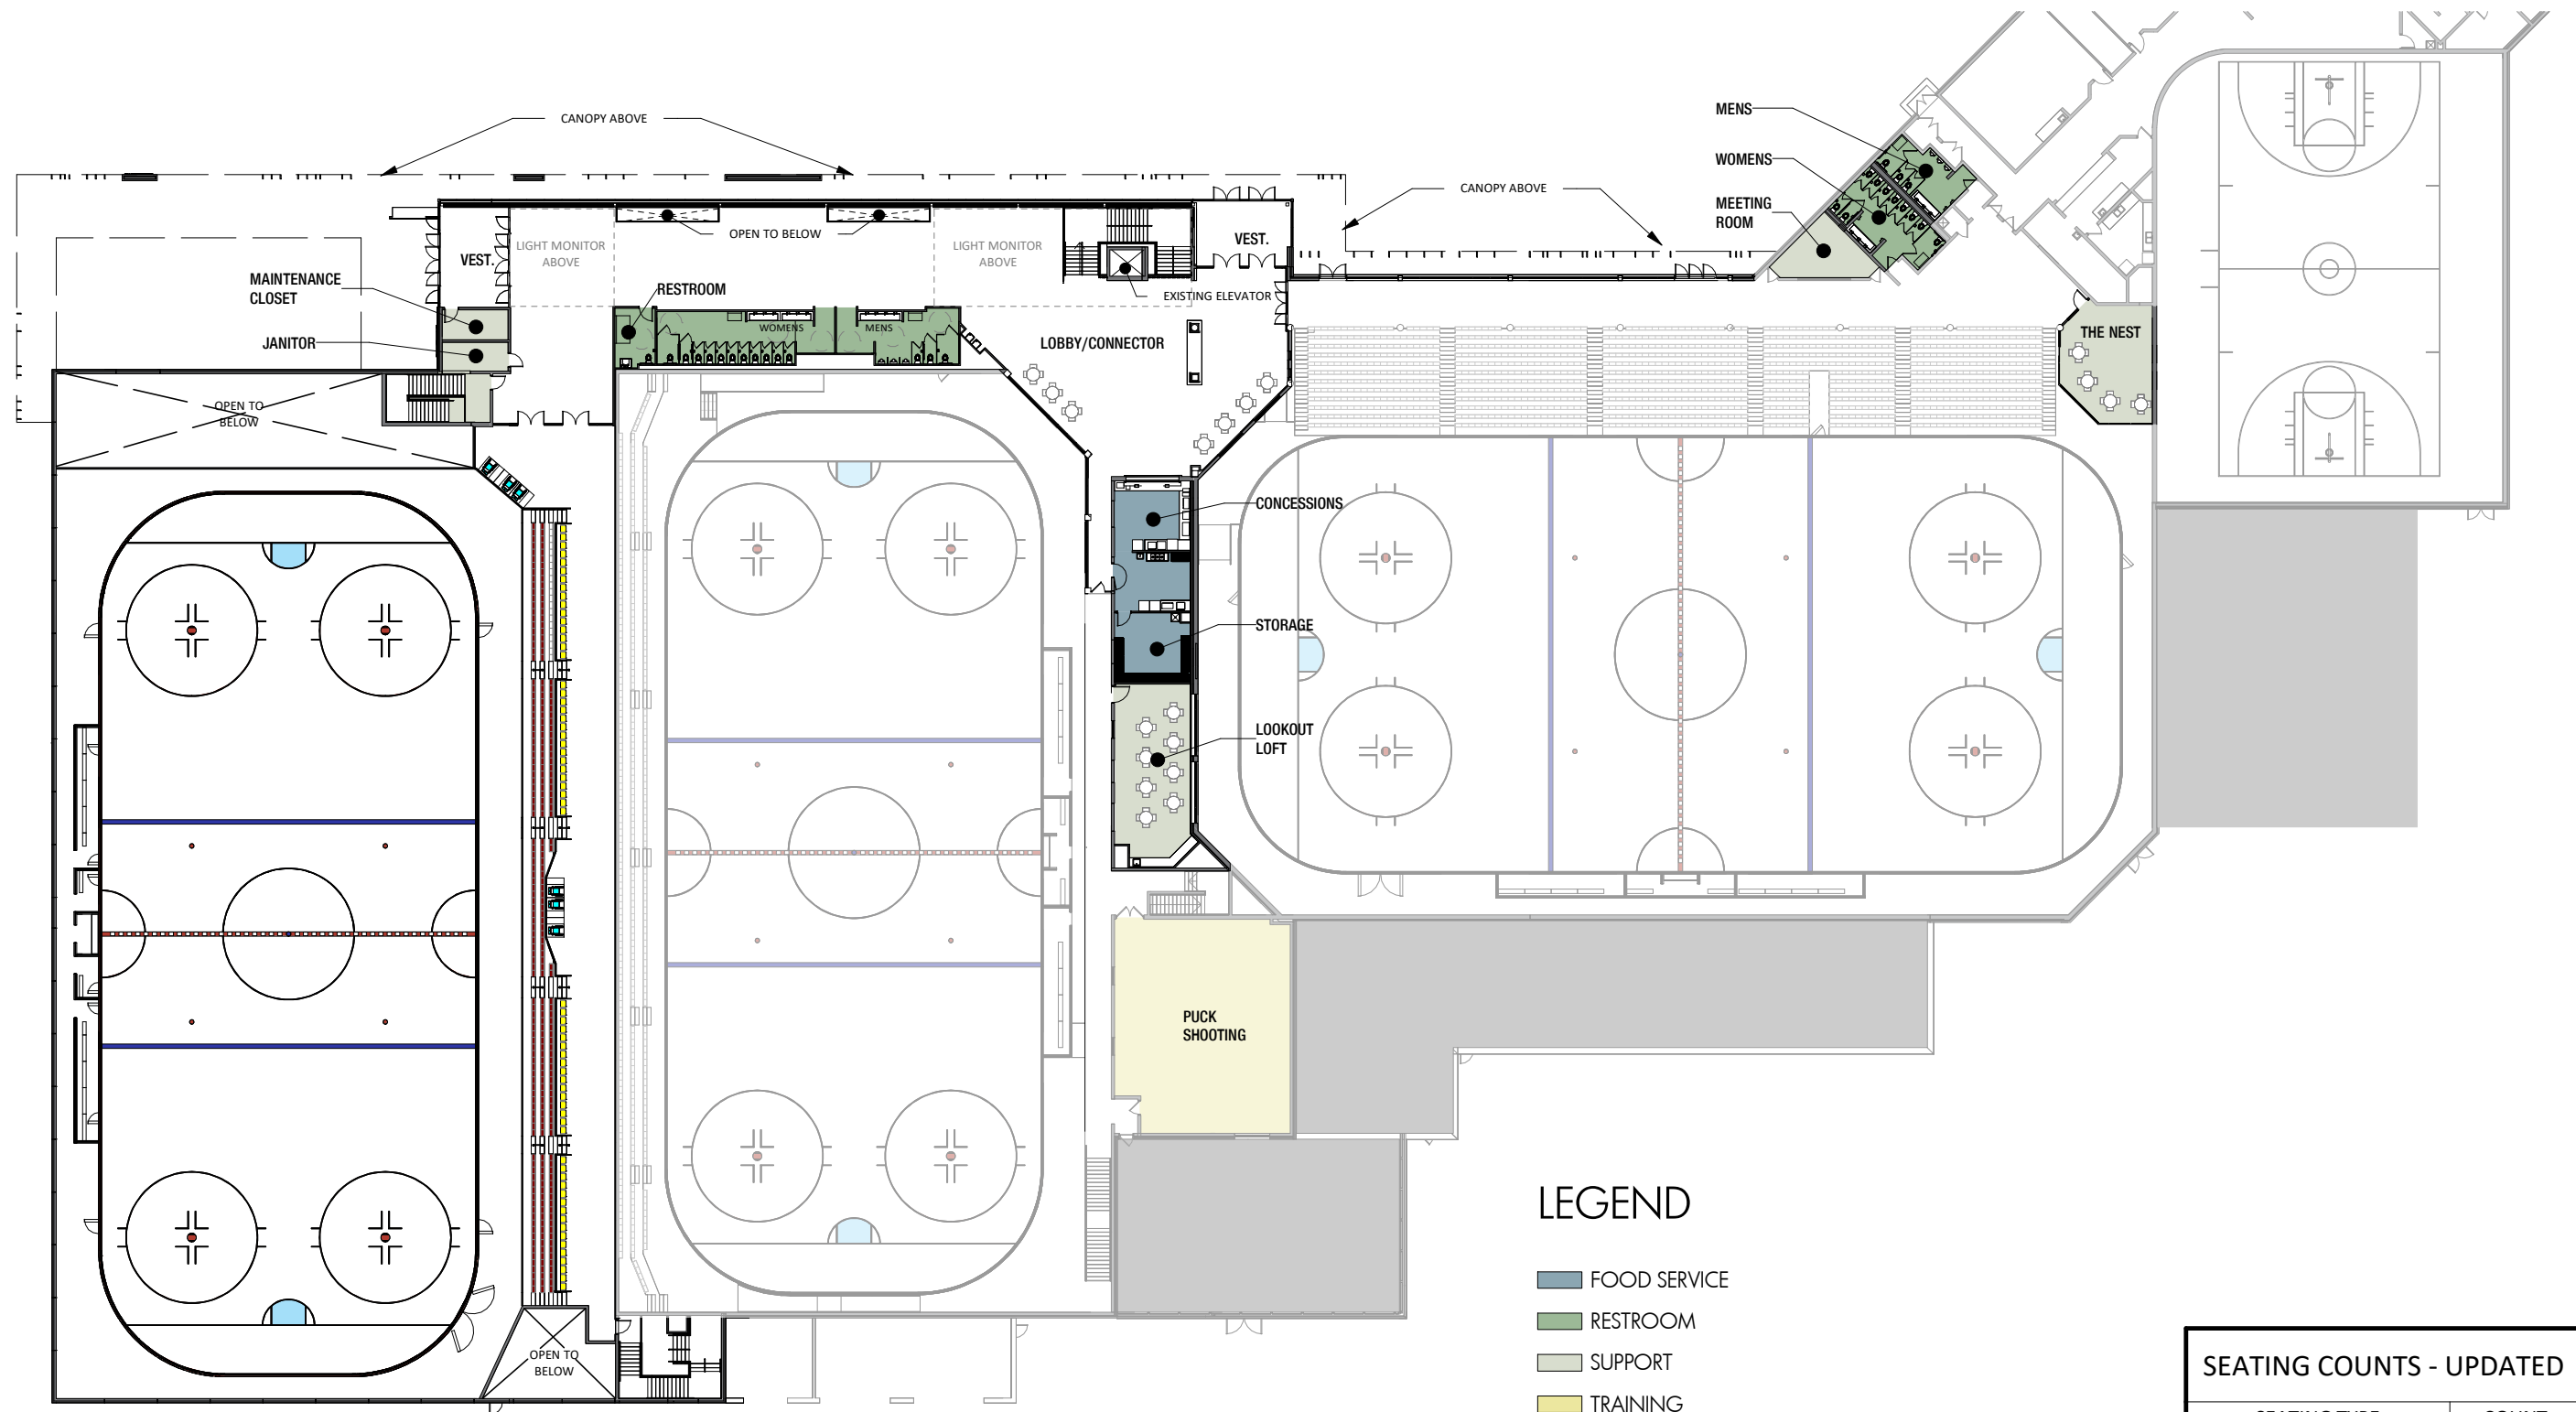 CANOPY ABOVE
MENS
WOMENS
CANOPY ABOVE
MEETING
ROOM
OPEN TO BELOW
LIGHT MONITOR
ABOVE
LIGHT MONITOR
ABOVE
VEST.
VEST.
MAINTENANCE
CLOSET
RESTROOM
EXISTING ELEVATOR
WOMENS
MENS
THE NEST
JANITOR
LOBBY/CONNECTOR
OPEN TO
BELOW
CONCESSIONS
STORAGE
LOOKOUT
LOFT
PUCK
SHOOTING
LEGEND
FOOD SERVICE
RESTROOM
SUPPORT
TRAINING
OPEN TO
BELOW
SEATING COUNTS - UPDATED